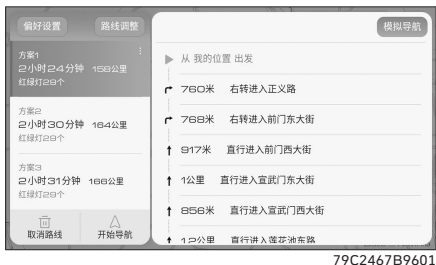 偏好设置 路线调整
方案1
2小时24分钟 158公里
红绿灯28个
方案2
2小时30分钟 164公里
红绿灯29个
方案3
2小时31分钟 166公里
红绿灯28个
取消路线 开始导航
模拟导航
从 我的位置 出发
760米 右转进入正义路
768米 右转进入前门东大街
917米 直行进入前门西大街
1公里 直行进入宣武门东大街
856米 直行进入宣武门西大街
1.2公里 直行进入莲花池东路
79C2467B9601